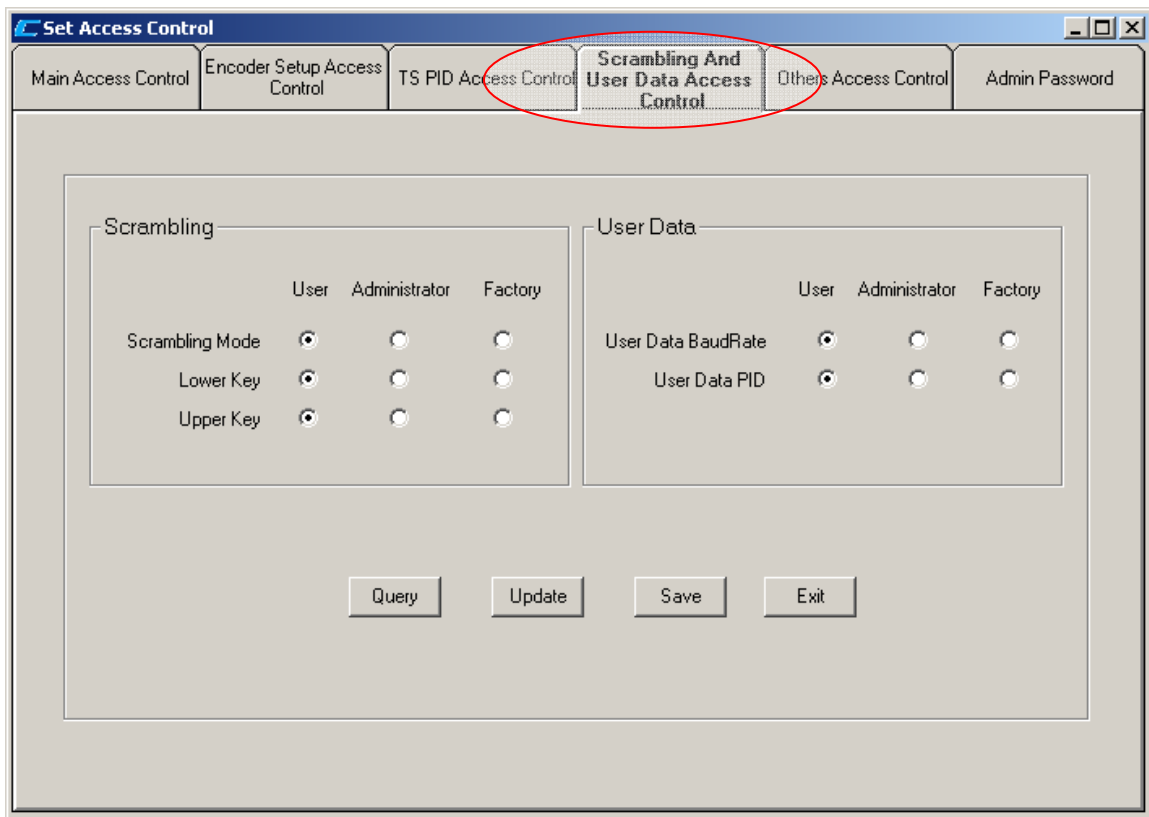 Set Access Control
Main Access Control
Encoder Setup Access
Control
TS PID Access Control
Scrambling And
User Data Access
Control
Others Access Control
Admin Password
Scrambling
User Administrator Factory
Scrambling Mode
Lower Key
Upper Key
User Data
User Administrator Factory
User Data BaudRate
User Data PID
Query Update Save Exit